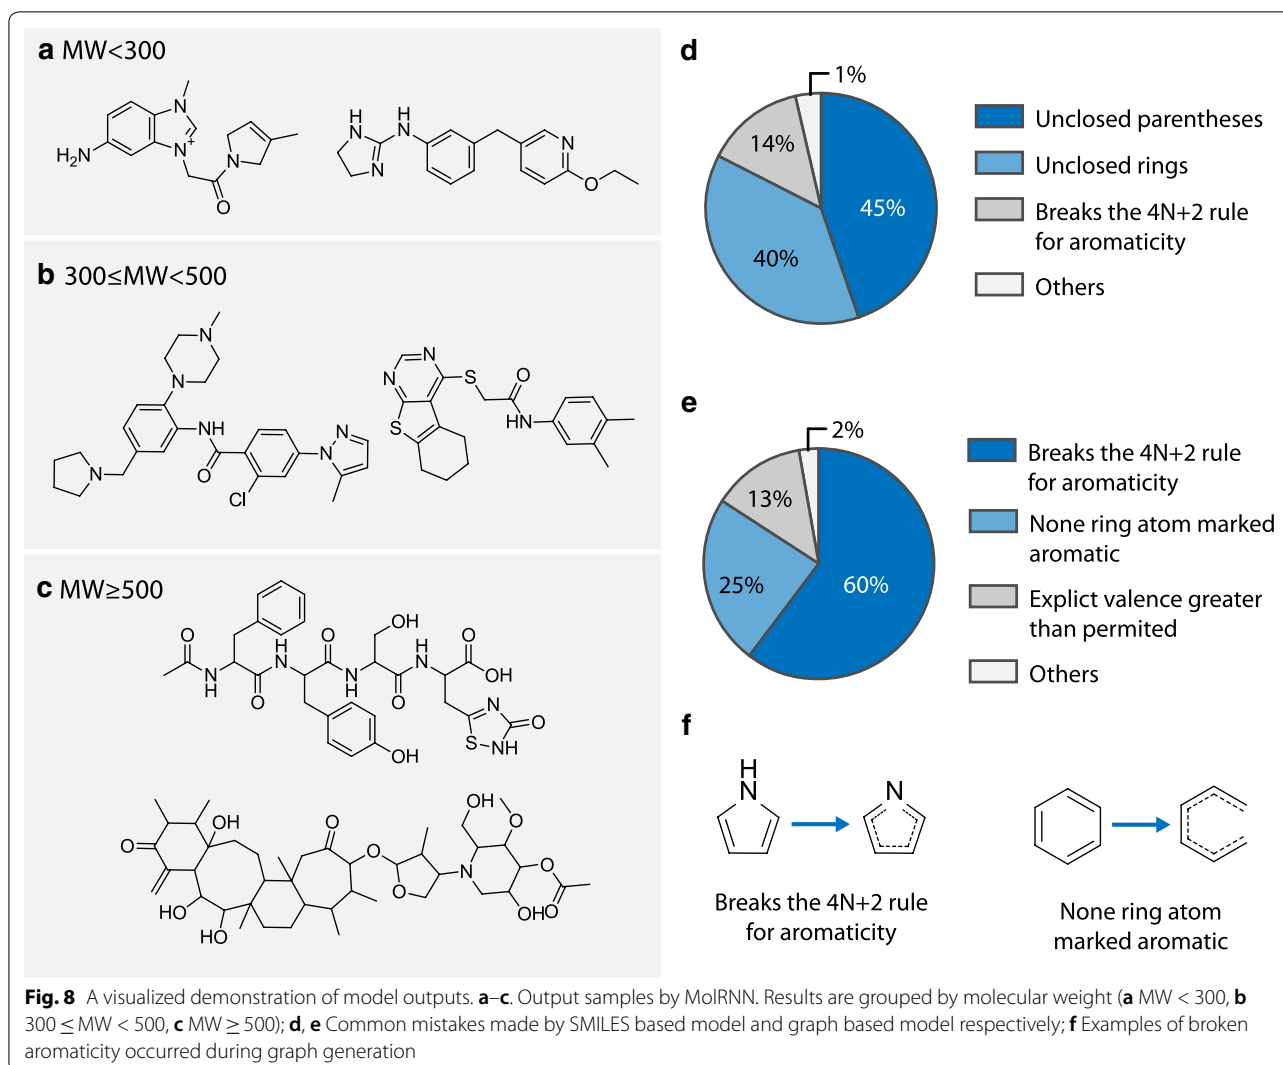 a MW<300
N
N
+
H₂N
N
O
H
N
H
N
N
N
O
b 300≤MW<500
N
N
NH
O
Cl
N
N
N
N
N
S
S
O
HN
c MW≥500
O
N
H
O
H
N
O
N
H
OH
O
H
N
O
OH
OH
N
S
NH
O
O
OH
HO
HO
O
O
O
N
OH
O
O
O
OH
d
1%
14%
45%
40%
Unclosed parentheses
Unclosed rings
Breaks the 4N+2 rule
for aromaticity
Others
e
2%
13%
25%
60%
Breaks the 4N+2 rule
for aromaticity
None ring atom marked
aromatic
Explict valence greater
than permited
Others
f
H
N
N
Breaks the 4N+2 rule
for aromaticity
None ring atom
marked aromatic
Fig. 8 A visualized demonstration of model outputs. a–c. Output samples by MolRNN. Results are grouped by molecular weight (a MW < 300, b
300 ≤ MW < 500, c MW ≥ 500); d, e Common mistakes made by SMILES based model and graph based model respectively; f Examples of broken
aromaticity occurred during graph generation